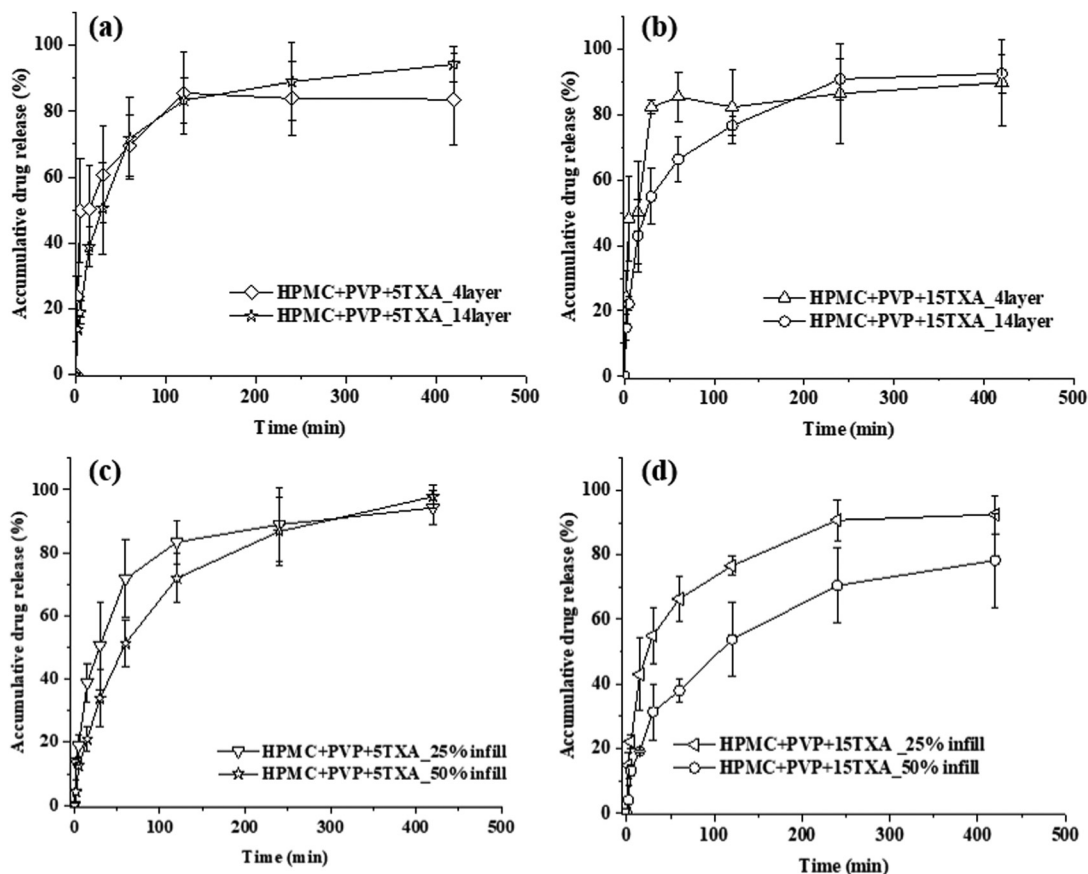 (a)
Accumulative drug release (%)
100
80
60
40
20
0
HPMC+PVP+5TXA_4layer
HPMC+PVP+5TXA_14layer
0 100 200 300 400 500
Time (min)
(b)
Accumulative drug release (%)
100
80
60
40
20
0
HPMC+PVP+15TXA_4layer
HPMC+PVP+15TXA_14layer
0 100 200 300 400 500
Time (min)
(c)
Accumulative drug release (%)
100
80
60
40
20
0
HPMC+PVP+5TXA_25% infill
HPMC+PVP+5TXA_50% infill
0 100 200 300 400 500
Time (min)
(d)
Accumulative drug release (%)
100
80
60
40
20
0
HPMC+PVP+15TXA _25% infill
HPMC+PVP+15TXA_50% infill
0 100 200 300 400 500
Time (min)